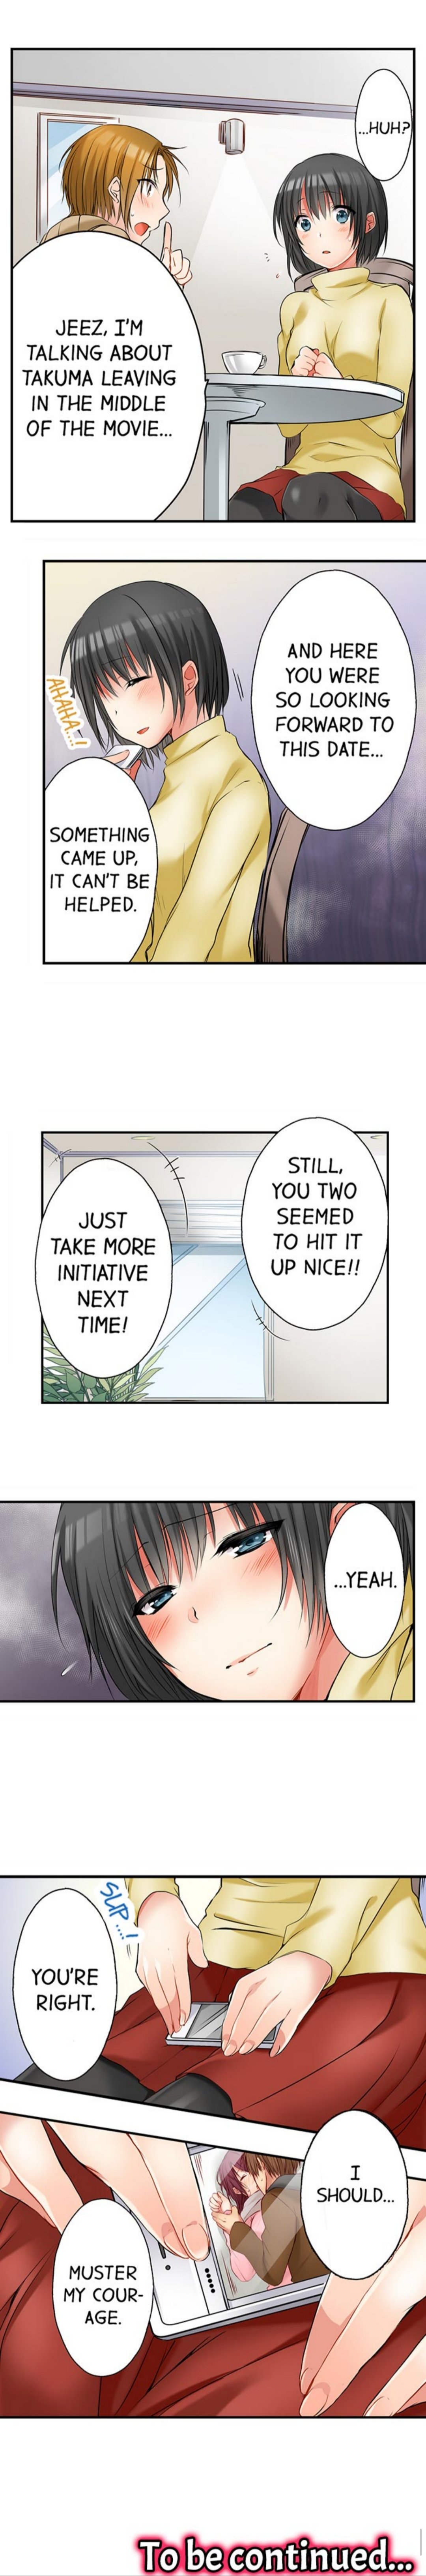 ...HUH?
JEEZ, I'M
TALKING ABOUT
TAKUMA LEAVING
IN THE MIDDLE
OF THE MOVIE...
AND HERE
YOU WERE
SO LOOKING
FORWARD TO
THIS DATE...
AHAHA...!
SOMETHING
CAME UP,
IT CAN'T BE
HELPED.
STILL,
YOU TWO
SEEMED
TO HIT IT
UP NICE!!
JUST
TAKE MORE
INITIATIVE
NEXT
TIME!
...YEAH.
SLIP...!
YOU'RE
RIGHT.
I
SHOULD...
MUSTER
MY COUR-
AGE.
To be continued...